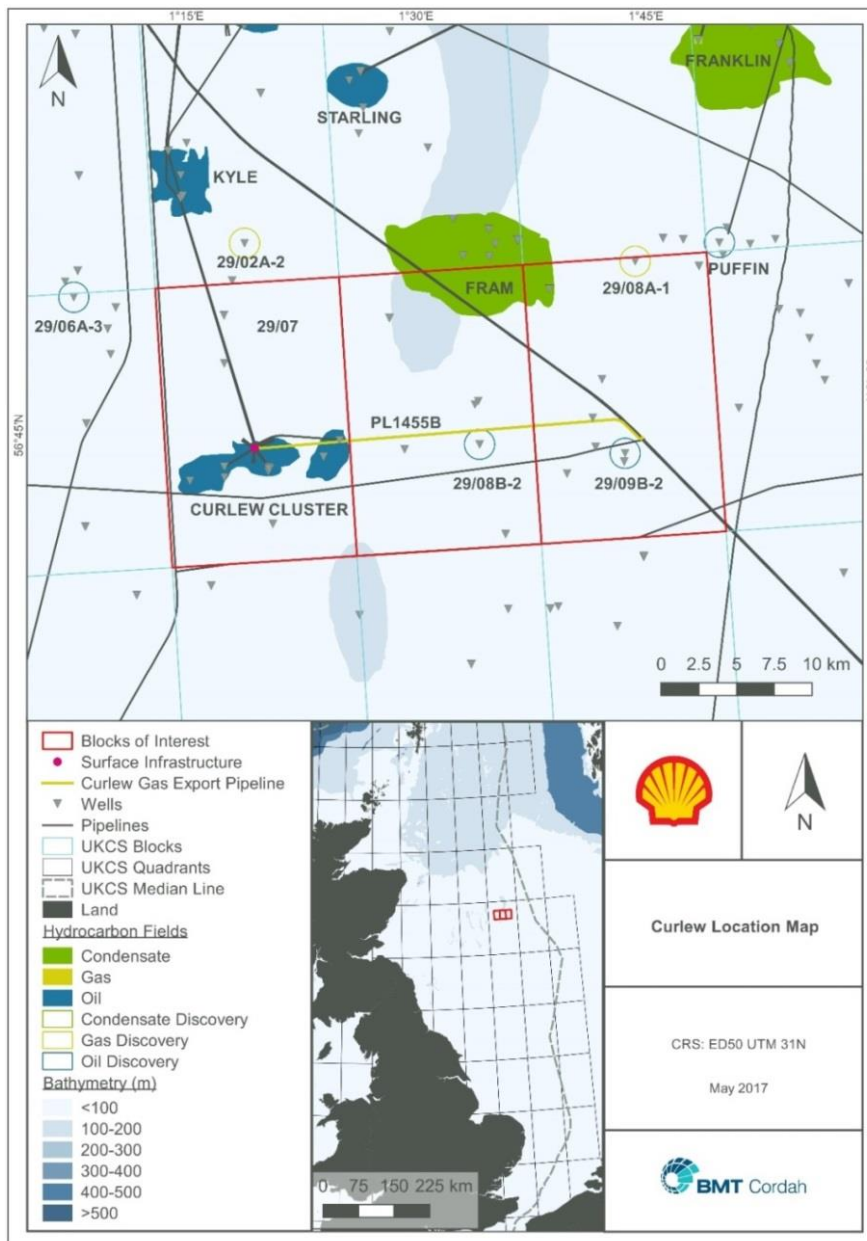 1°15'E
1°30'E
1°45'E
N
FRANKLIN
STARLING
KYLE
29/02A-2
PUFFIN
29/06A-3
FRAM
29/08A-1
29/07
56°45'N
PL1455B
29/08B-2
29/09B-2
CURLEW CLUSTER
0 2.5 5 7.5 10 km
Blocks of Interest
Surface Infrastructure
Curlew Gas Export Pipeline
Wells
Pipelines
UKCS Blocks
UKCS Quadrants
UKCS Median Line
Land
Hydrocarbon Fields
Condensate
Gas
Oil
Condensate Discovery
Gas Discovery
Oil Discovery
Bathymetry (m)
<100
100-200
200-300
300-400
400-500
>500
0 75 150 225 km
N
Curlew Location Map
CRS: ED50 UTM 31N
May 2017
BMT Cordah